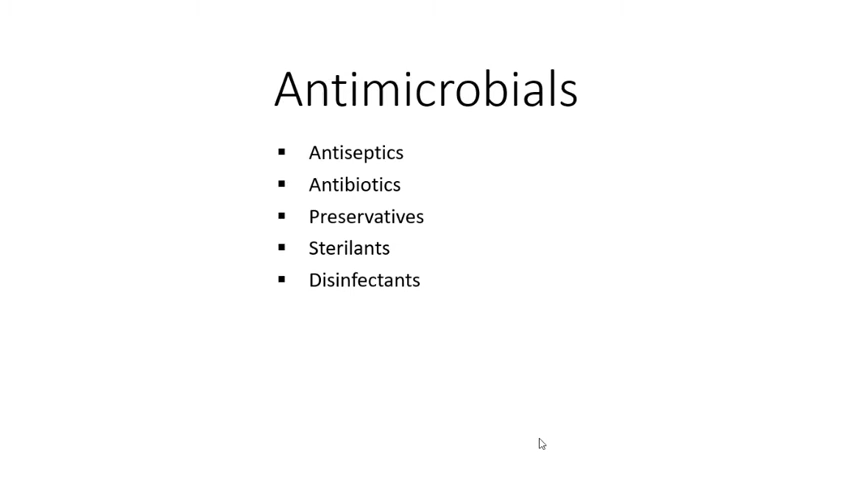 Antimicrobials
▪ Antiseptics
▪ Antibiotics
▪ Preservatives
▪ Sterilants
▪ Disinfectants